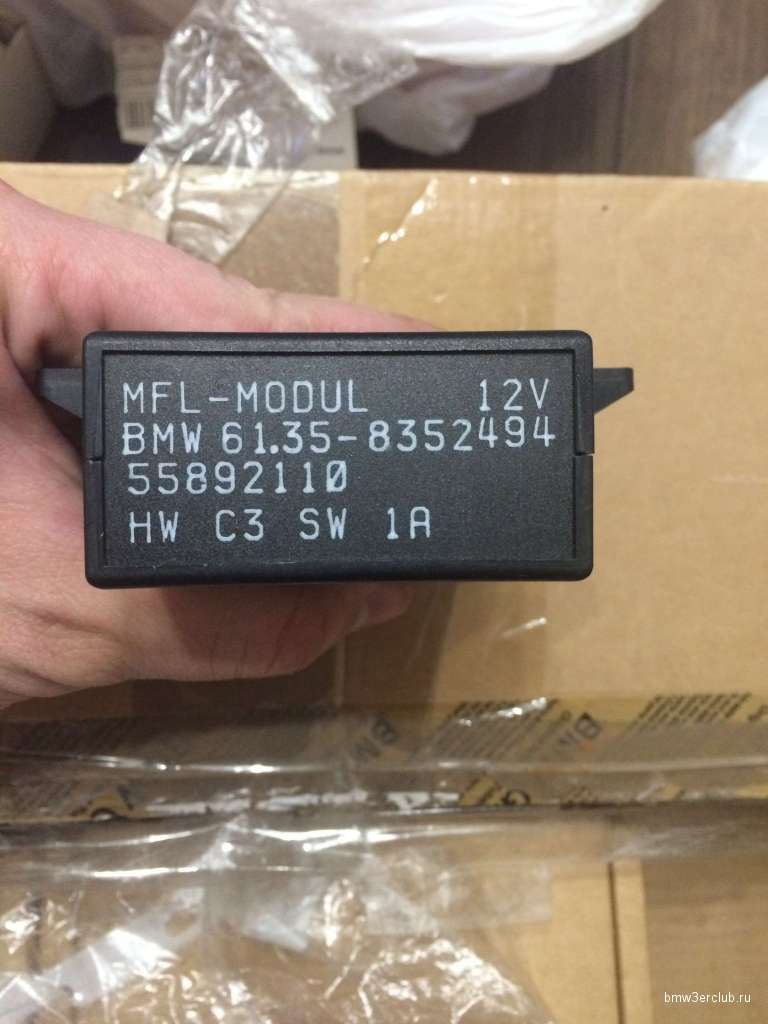 MFL-MODUL 12V
BMW 61.35-8352494
55892110
HW C3 SW 1A
bmw3erclub.ru